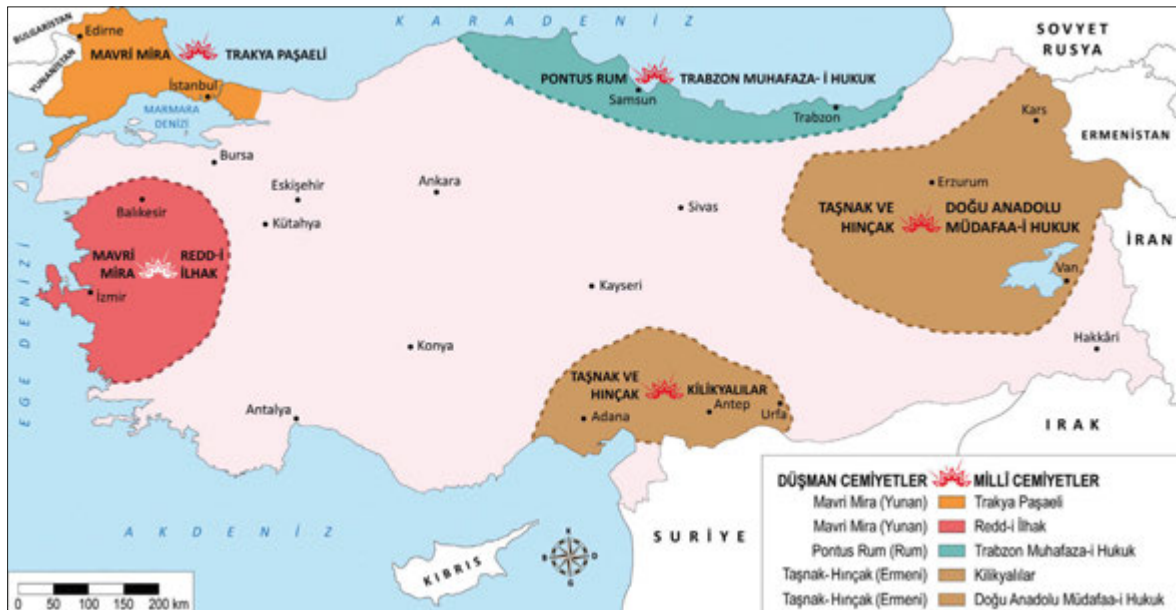 KARADENİZ
BULGARİSTAN
YUNANİSTAN
Edirne
MAVRİ MİRA TRAKYA PAŞAELİ
İstanbul
MARMARA
DENİZİ
SOVYET
RUSYA
PONTUS RUM TRABZON MUHAFAZA- İ HUKUK
Samsun
Trabzon
Kars
ERMENİSTAN
Bursa
Eskişehir
Ankara
Erzurum
Balıkesir
Kütahya
Sivas
TAŞNAK VE
HINÇAK
DOĞU ANADOLU
MÜDAFAA-İ HUKUK
İRAN
MAVRİ
MİRA
REDD-İ
İLHAK
İzmir
Van
Kayseri
EGE DENİZİ
Konya
Hakkâri
TAŞNAK VE
HINÇAK
KİLİKYALILAR
Antalya
Adana
Antep
Urfa
IRAK
AKDENİZ
SURİYE
KIBRIS
K
B
D
G
0 50 100 150 200 km
DÜŞMAN CEMİYETLER MİLLÎ CEMİYETLER
Mavri Mira (Yunan) Trakya Paşaeli
Mavri Mira (Yunan) Redd-i İlhak
Pontus Rum (Rum) Trabzon Muhafaza-i Hukuk
Taşnak- Hınçak (Ermeni) Kilikyalılar
Taşnak- Hınçak (Ermeni) Doğu Anadolu Müdafaa-i Hukuk